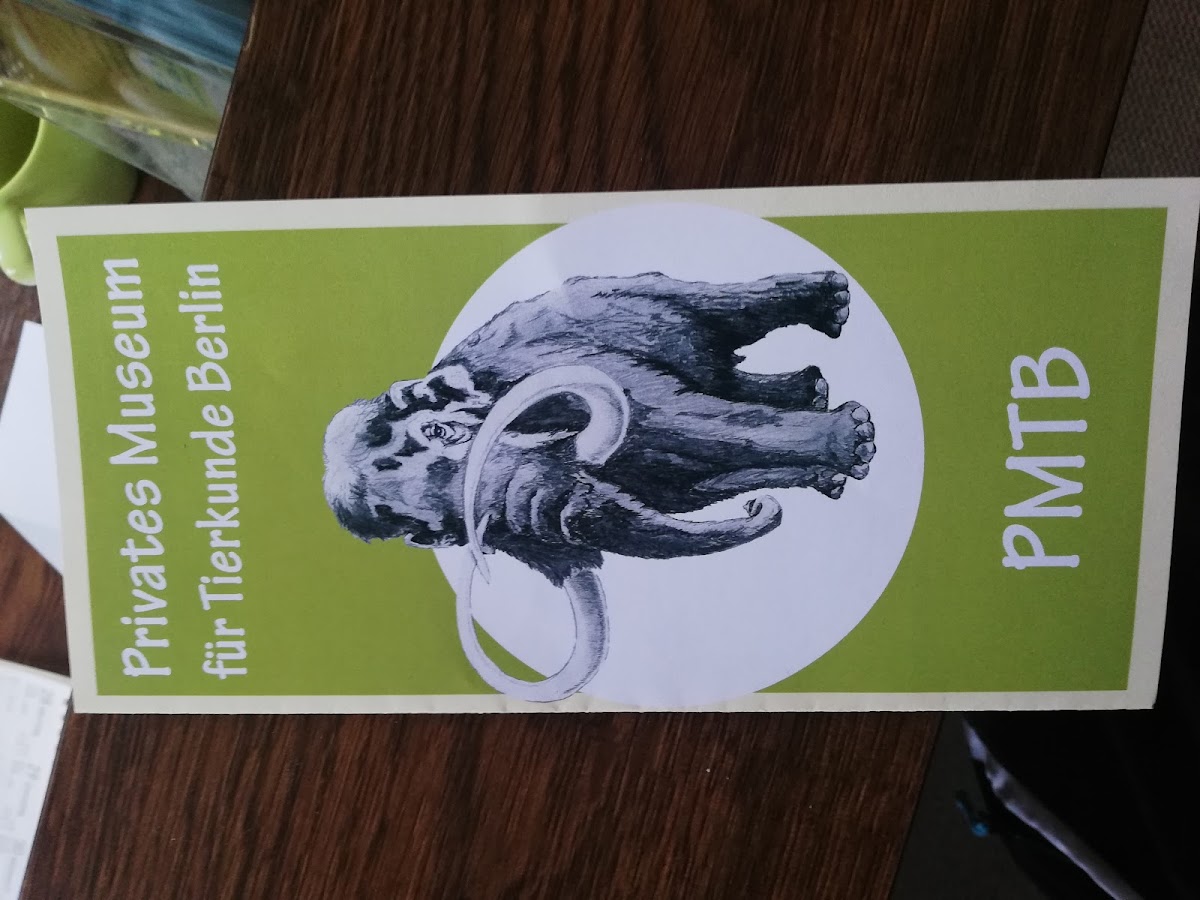 Privates Museum
für Tierkunde Berlin
PMTB